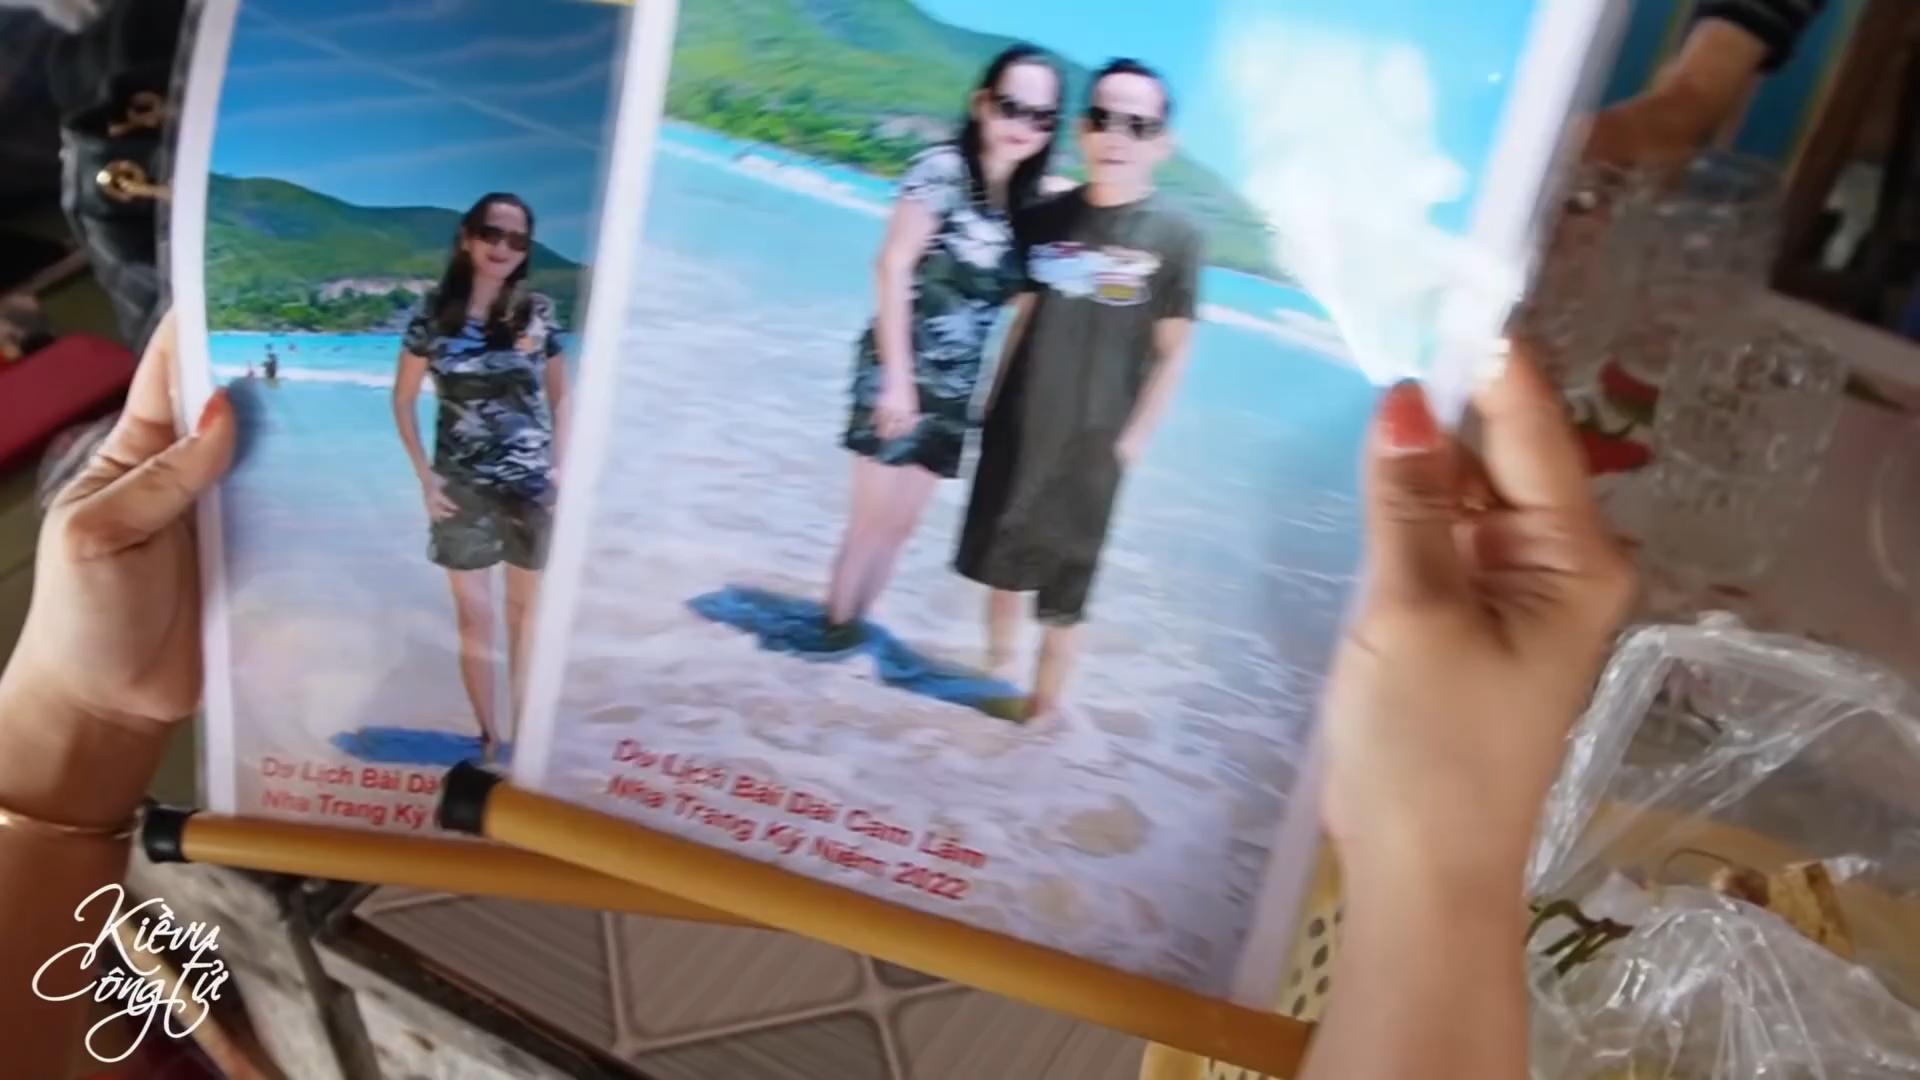 Du Lịch Bãi Dà
Nha Trang Kỷ
Du Lịch Bãi Dài Cam Lâm
Nha Trang Kỷ Niệm 2022
Kiều
Công Tử